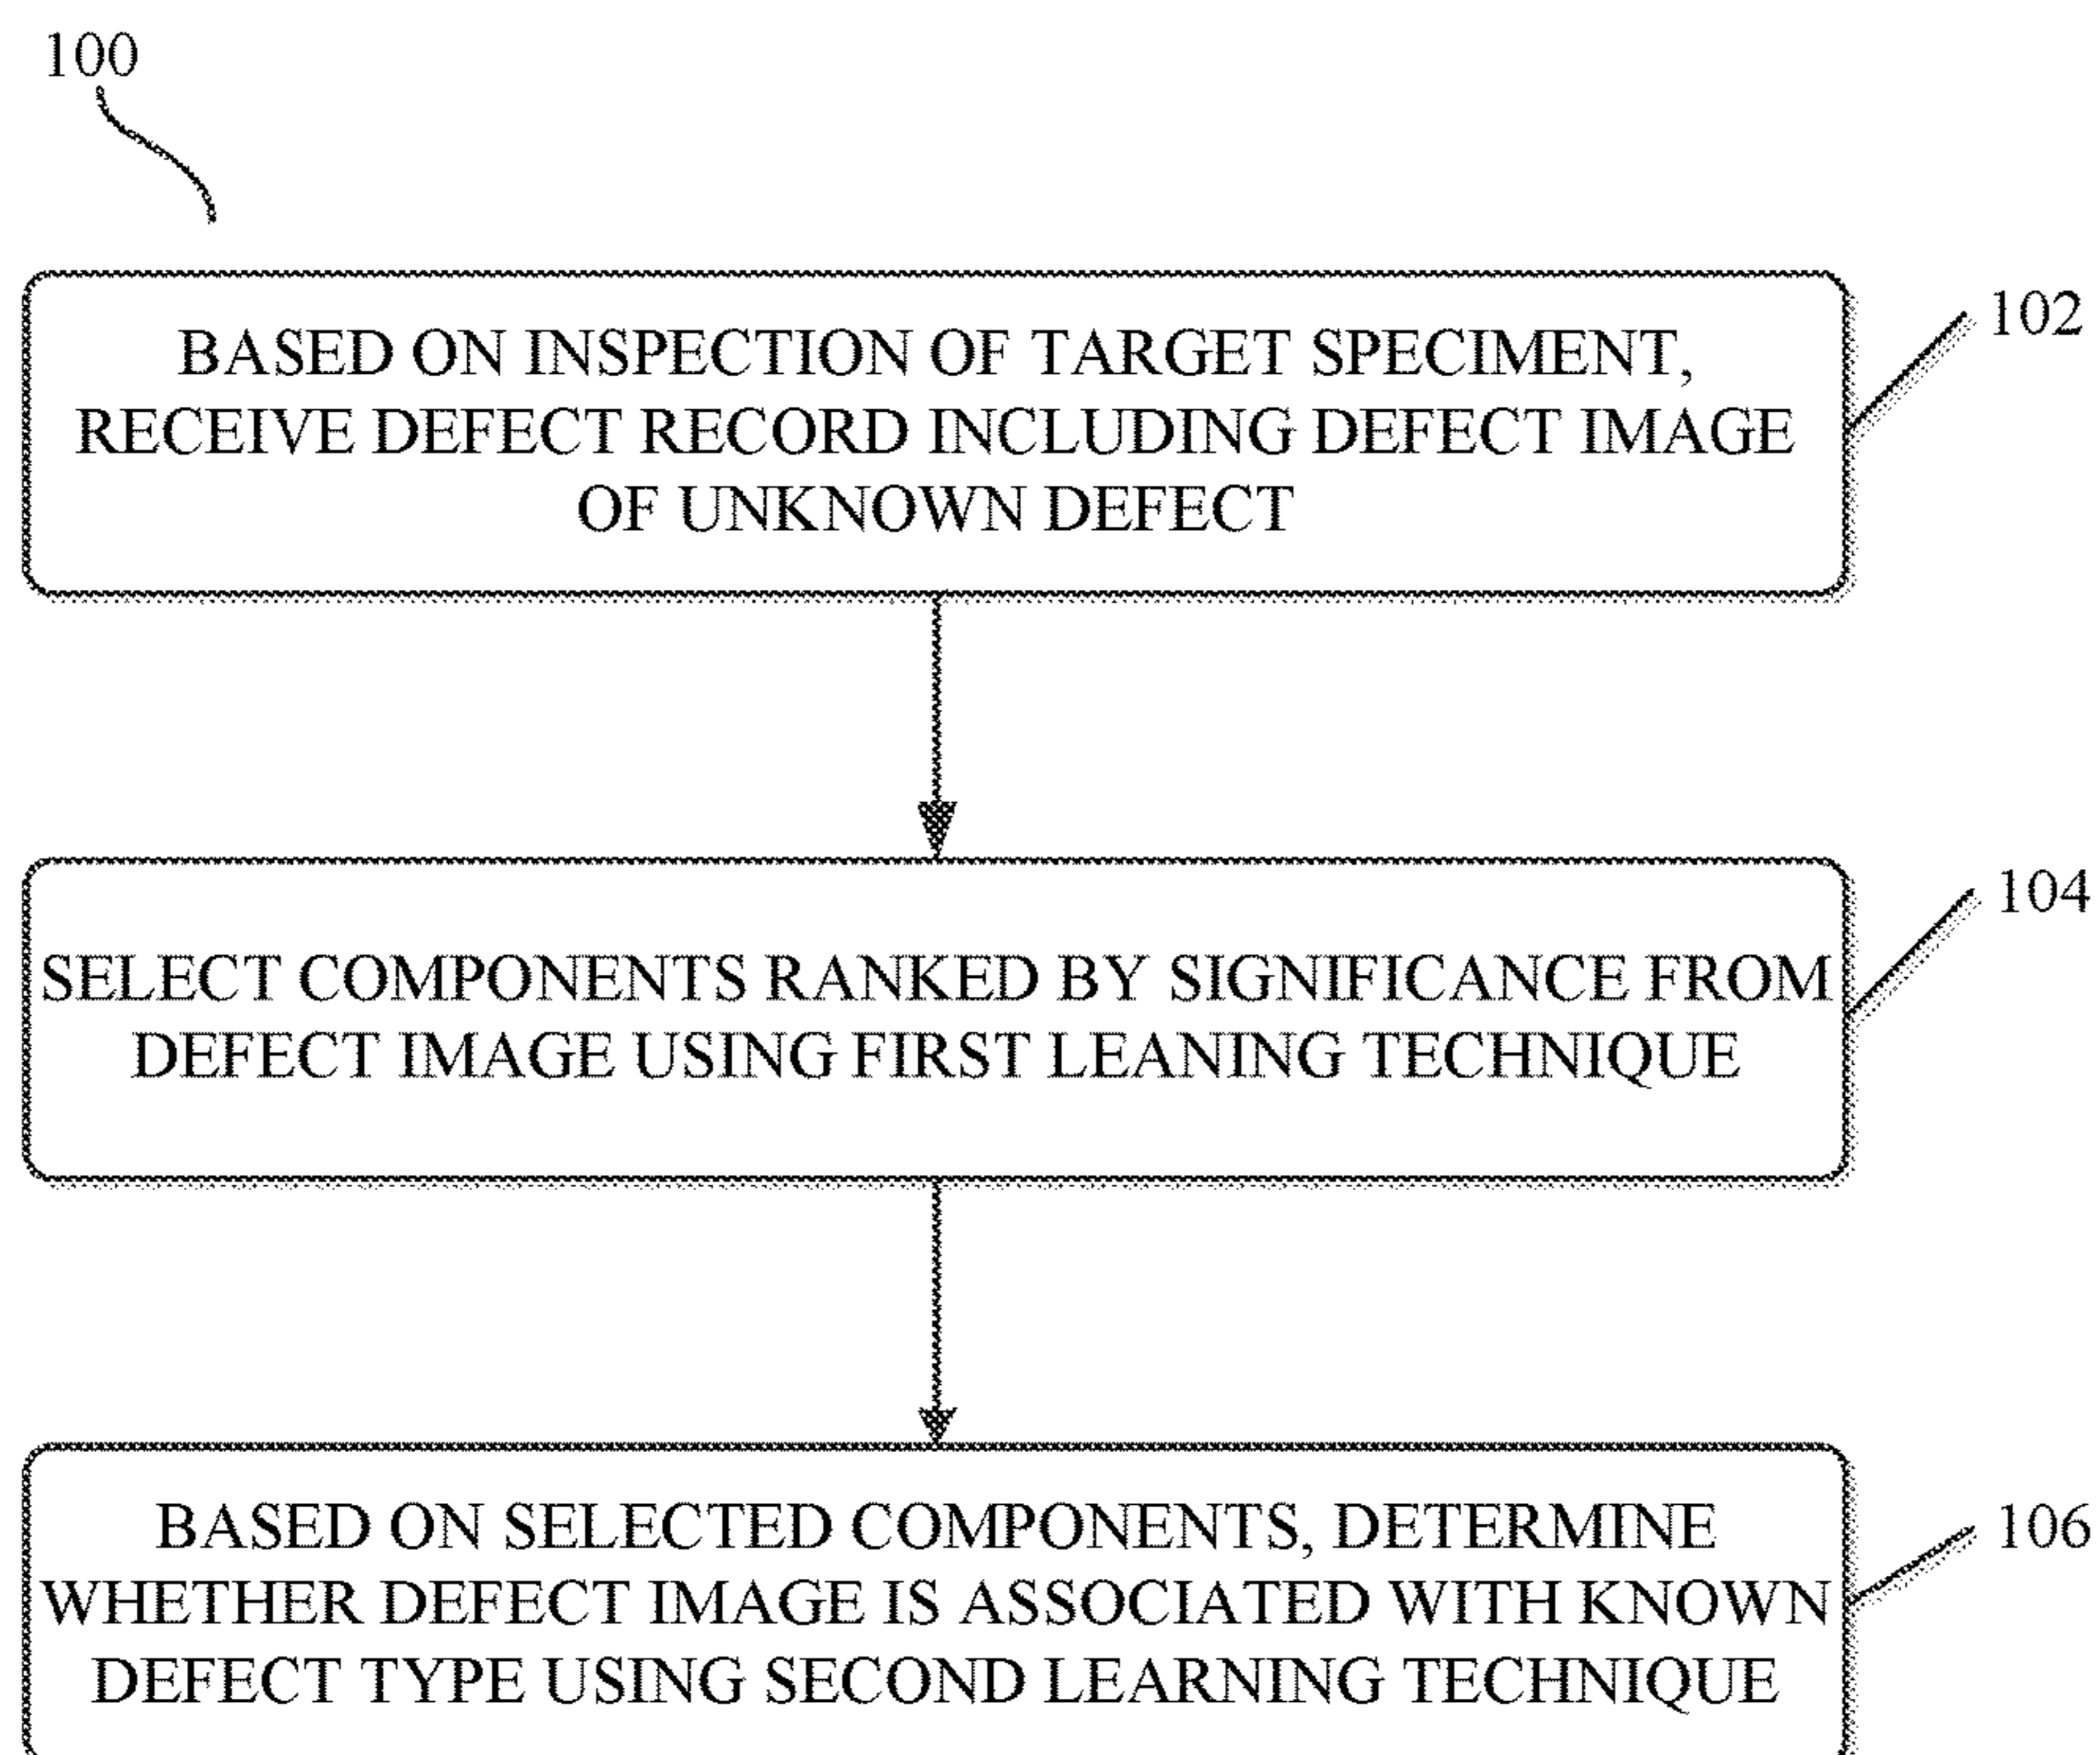 100
BASED ON INSPECTION OF TARGET SPECIMENT,
102
RECEIVE DEFECT RECORD INCLUDING DEFECT IMAGE
OF UNKNOWN DEFECT
104
SELECT COMPONENTS RANKED BY SIGNIFICANCE FROM
DEFECT IMAGE USING FIRST LEANING TECHNIQUE
106
BASED ON SELECTED COMPONENTS, DETERMINE
WHETHER DEFECT IMAGE IS ASSOCIATED WITH KNOWN
DEFECT TYPE USING SECOND LEARNING TECHNIQUE